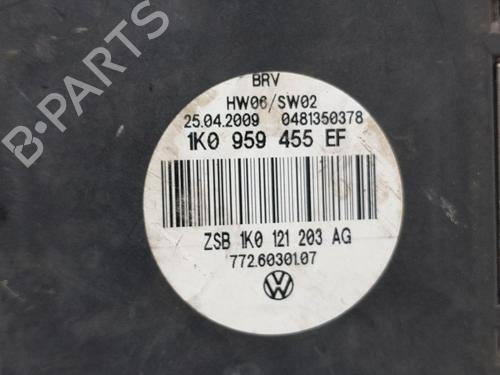 BRV
HW06/SW02
25.04.2009 0481350378
1K0 959 455 EF
ZSB 1K0 121 203 AG
772.60301.07
B-PARTS